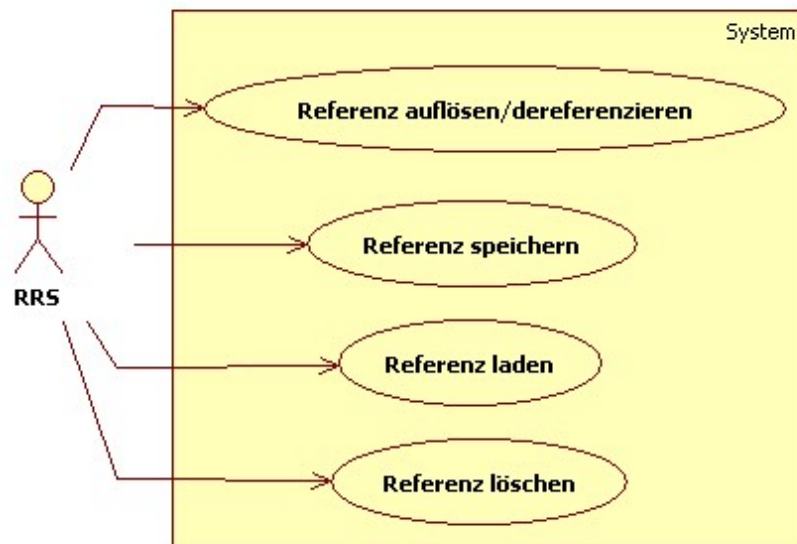 System
Referenz auflösen/dereferenzieren
Referenz speichern
RRS
Referenz laden
Referenz löschen